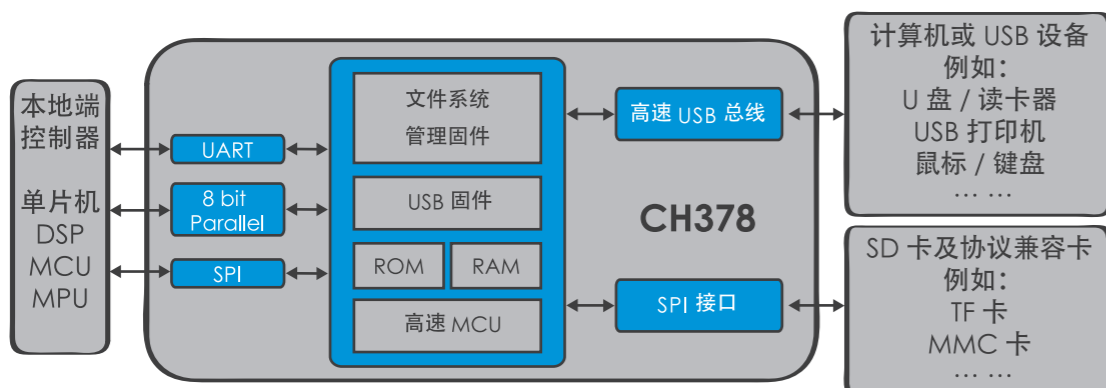 本地端
控制器
单片机
DSP
MCU
MPU
UART
8 bit
Parallel
SPI
文件系统
管理固件
USB 固件
ROM
RAM
高速 MCU
高速 USB 总线
CH378
SPI 接口
计算机或 USB 设备
例如：
U 盘 / 读卡器
USB 打印机
鼠标 / 键盘
… …
SD 卡及协议兼容卡
例如：
TF 卡
MMC 卡
… …